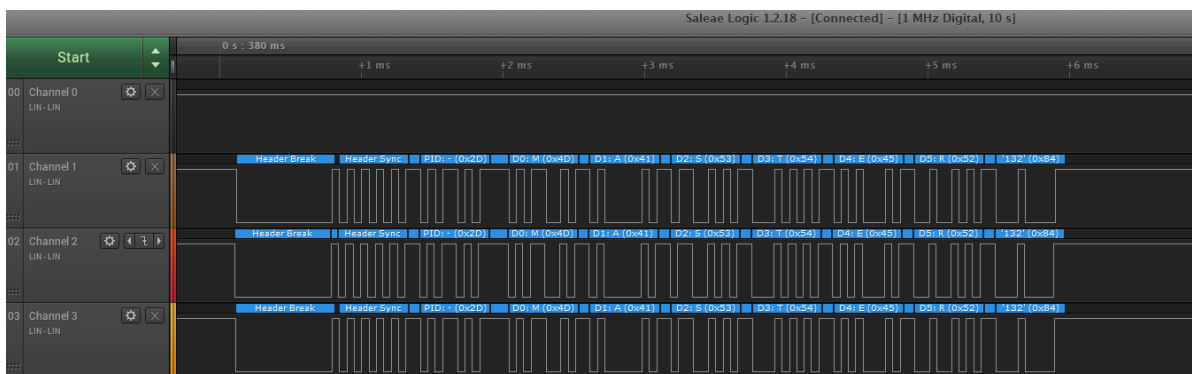 Saleae Logic 1.2.18 - [Connected] - [1 MHz Digital, 10 s]
Start
0 s : 380 ms
+1 ms +2 ms +3 ms +4 ms +5 ms +6 ms
00 Channel 0
LIN-LIN
01 Channel 1
LIN-LIN
Header Break Header Sync PID: - (0x2D) D0: M (0x4D) D1: A (0x41) D2: S (0x53) D3: T (0x54) D4: E (0x45) D5: R (0x52) '132' (0x84)
02 Channel 2
LIN-LIN
Header Break Header Sync PID: - (0x2D) D0: M (0x4D) D1: A (0x41) D2: S (0x53) D3: T (0x54) D4: E (0x45) D5: R (0x52) '132' (0x84)
03 Channel 3
LIN-LIN
Header Break Header Sync PID: - (0x2D) D0: M (0x4D) D1: A (0x41) D2: S (0x53) D3: T (0x54) D4: E (0x45) D5: R (0x52) '132' (0x84)